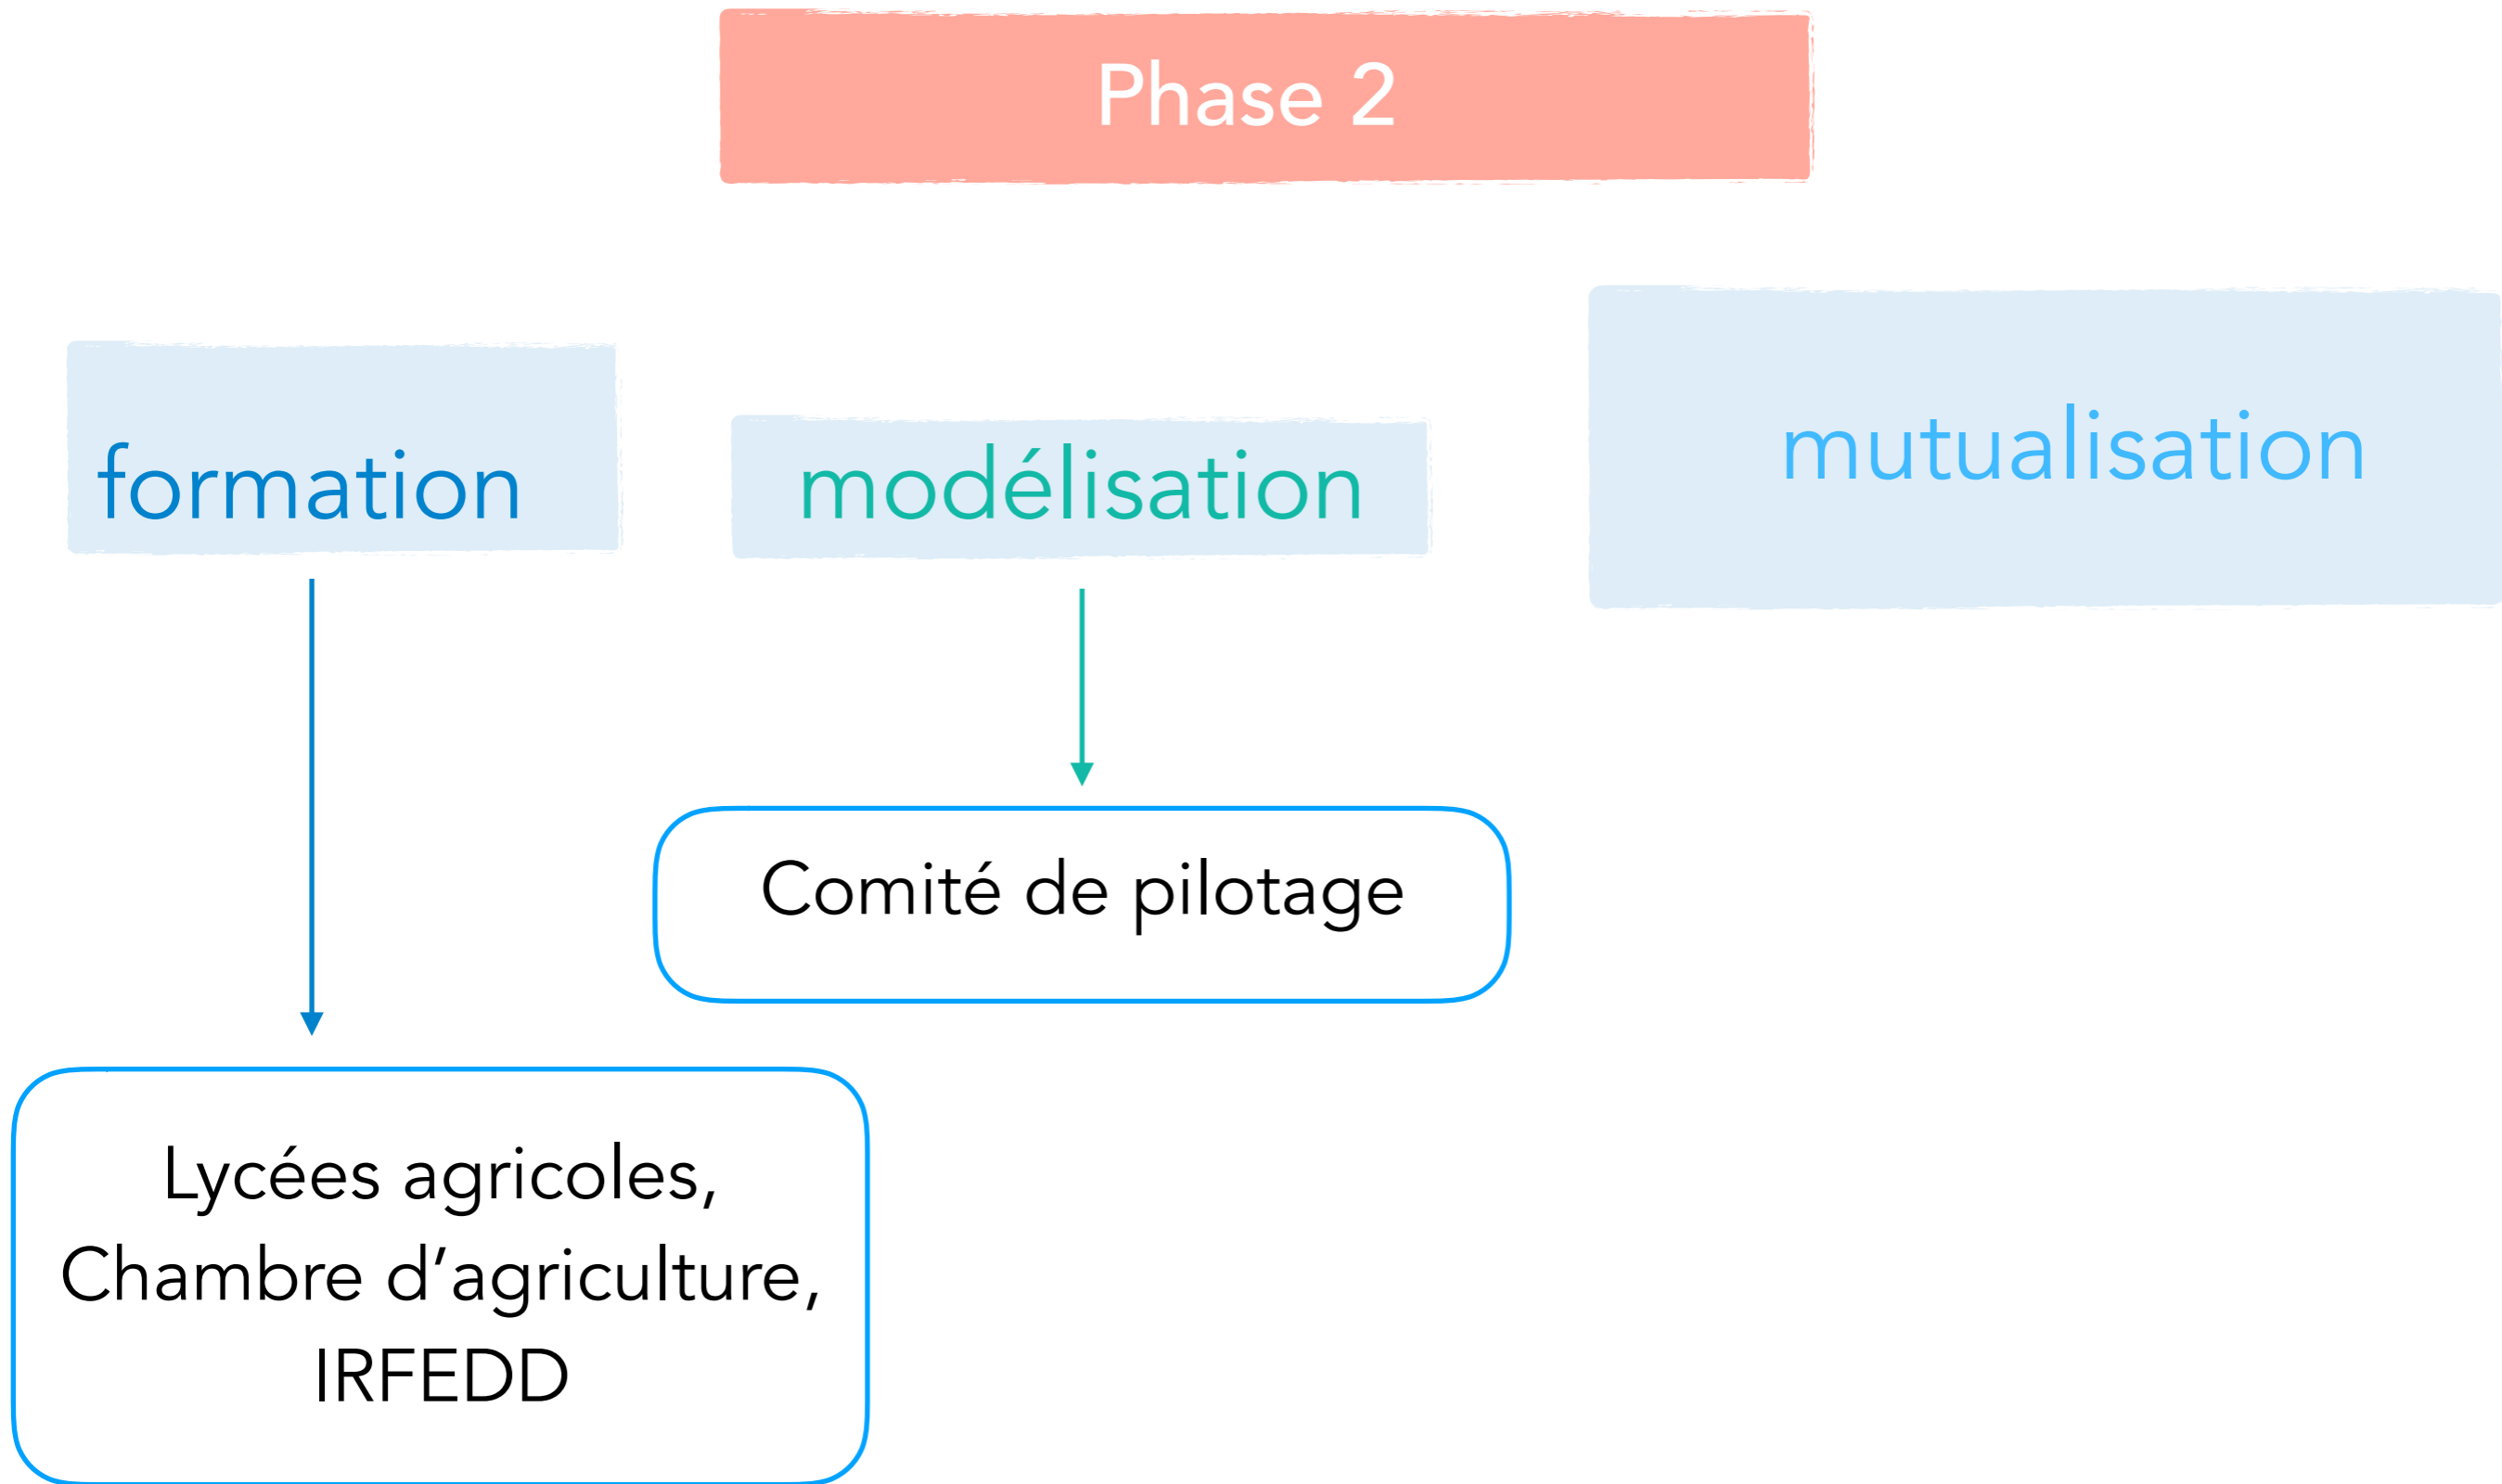 Phase 2
formation
modélisation
mutualisation
Comité de pilotage
Lycées agricoles,
Chambre d’agriculture,
IRFEDD